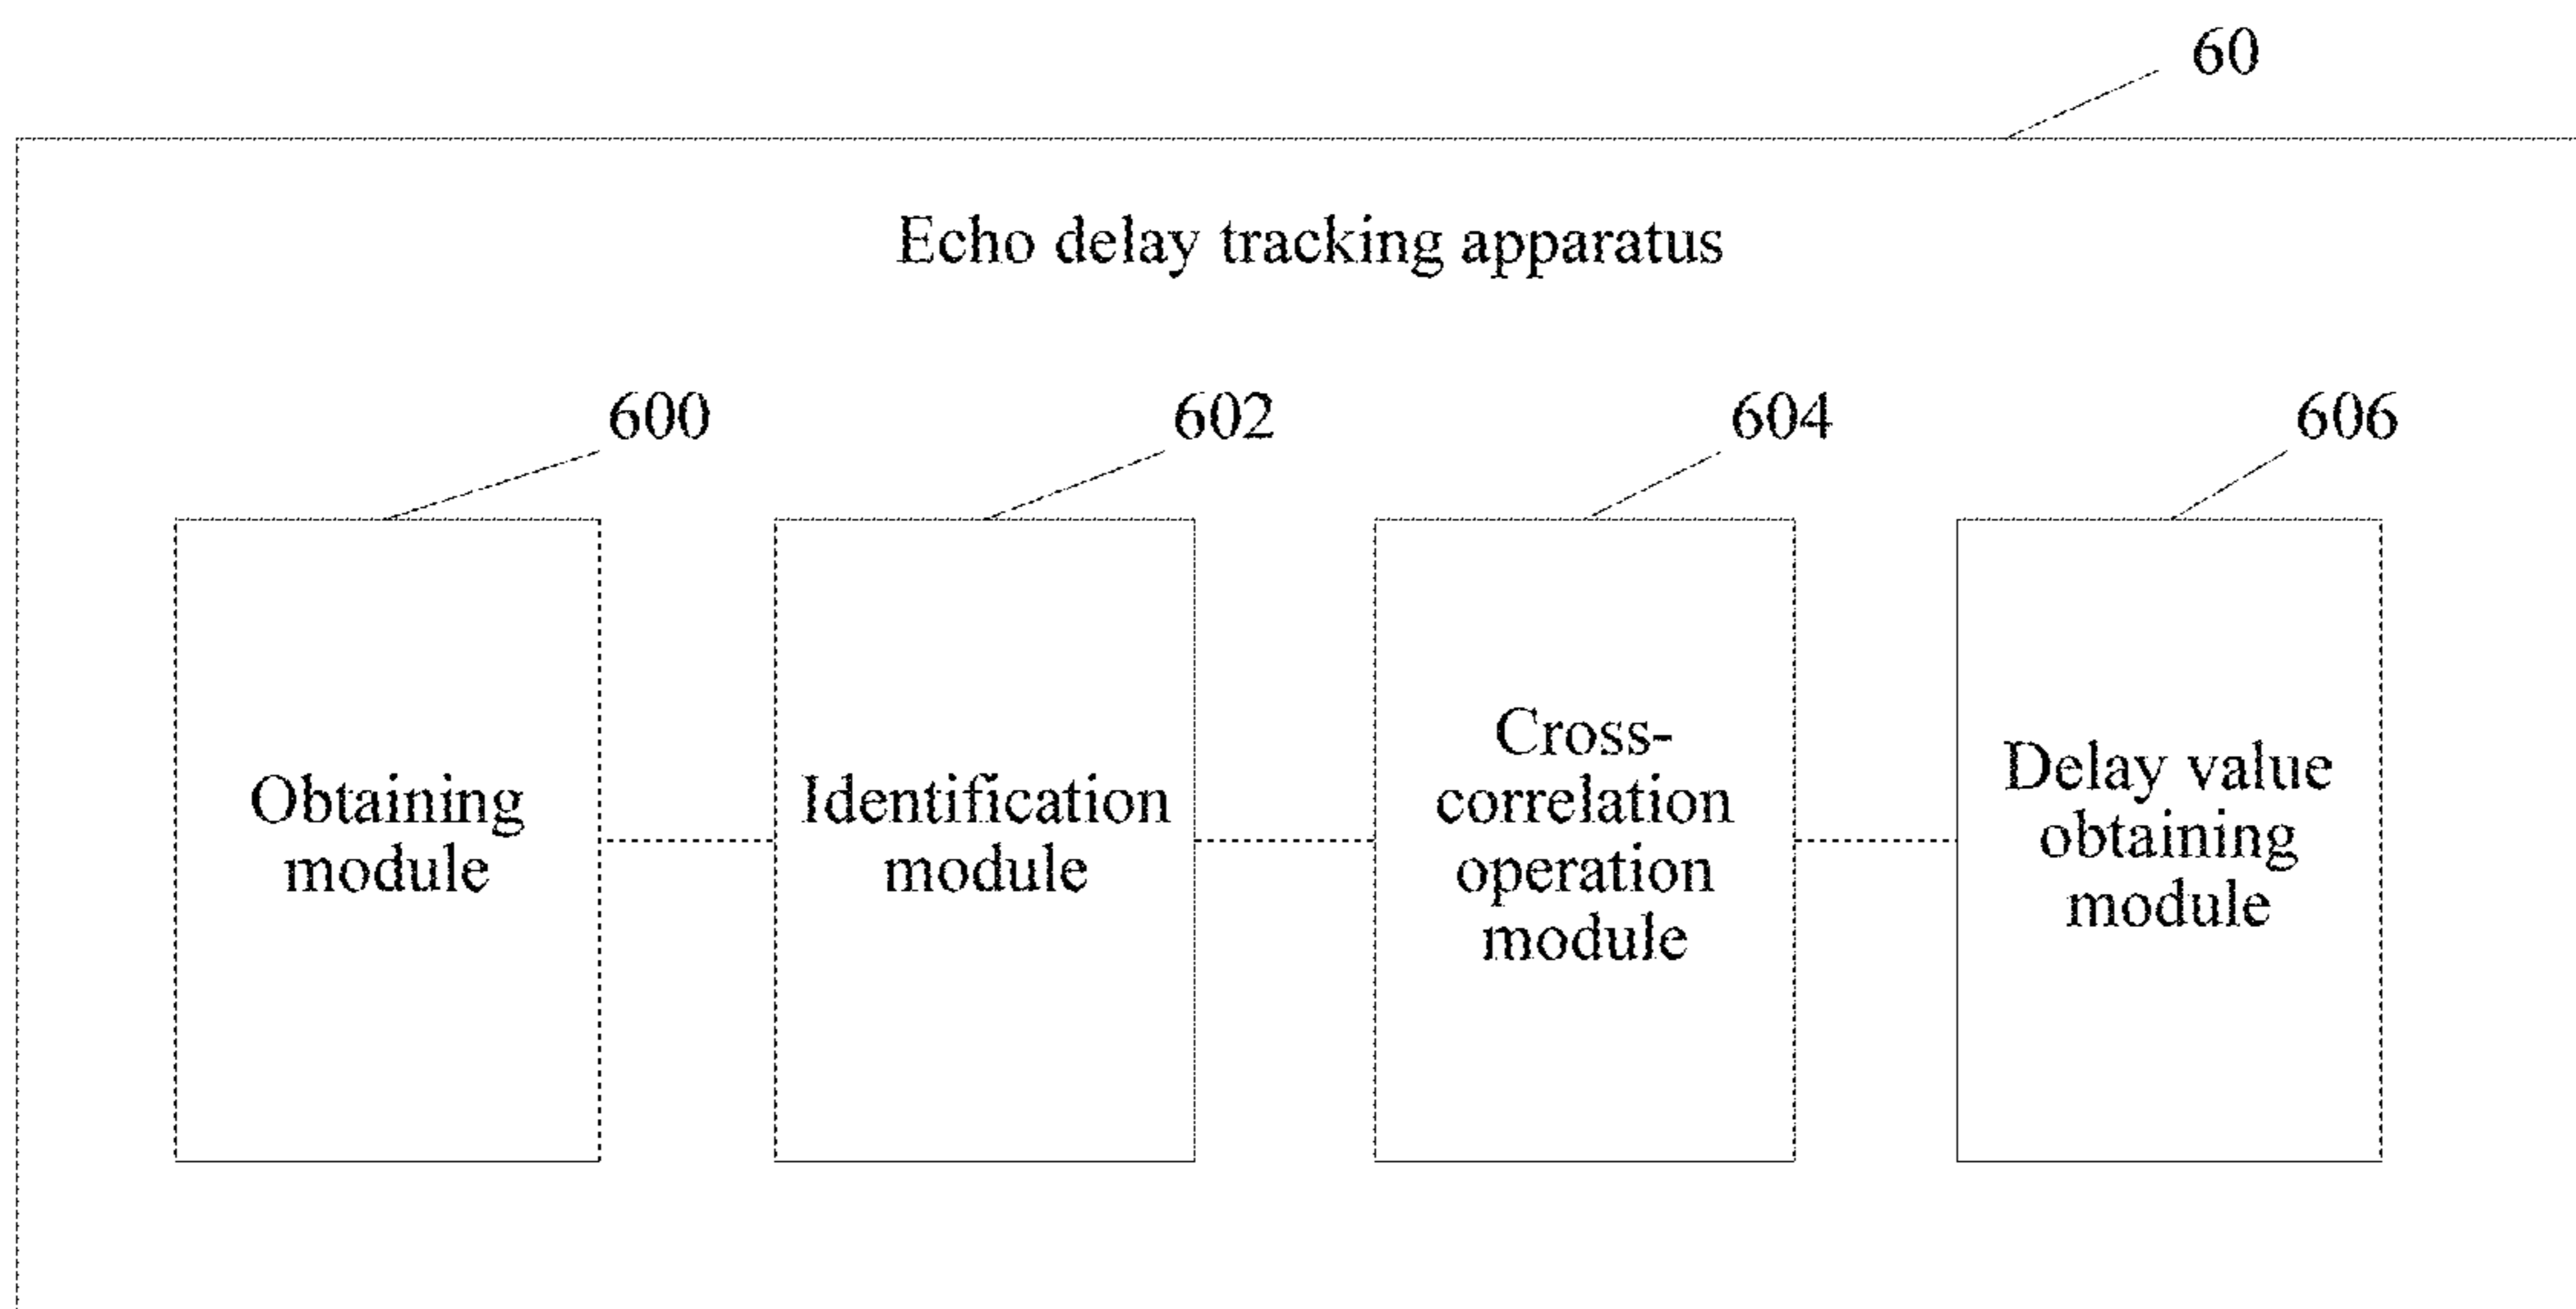 60
Echo delay tracking apparatus
600
602
604
606
Obtaining
module
Identification
module
Cross-
correlation
operation
module
Delay value
obtaining
module